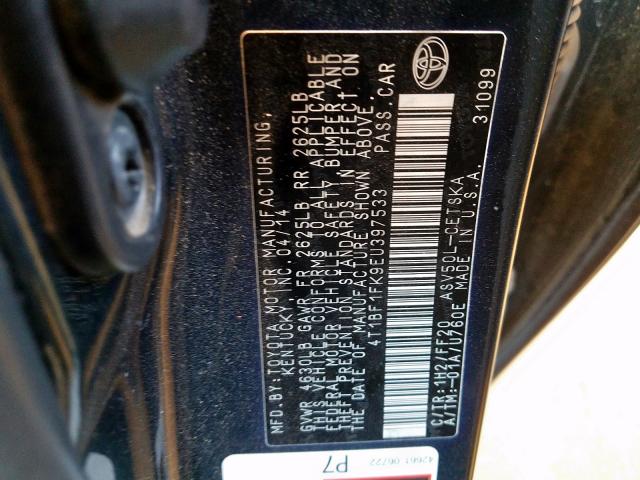 MFD.BY:TOYOTA MOTOR MANUFACTURING,
KENTUCKY, INC. 04/14
GVWR 4630LB GAWR FR 2625LB RR 2625LB
THIS VEHICLE CONFORMS TO ALL APPLICABLE
FEDERAL MOTOR VEHICLE SAFETY,BUMPER AND
THEFT PREVENTION STANDARDS IN EFFECT ON
THE DATE OF MANUFACTURE SHOWN ABOVE.
4T1BF1FK9EU397533 PASS.CAR
C/TR:1H2/FF20 ASV50L-CETSKA
A/TM:-01A/U760E MADE IN U.S.A. 31099
42661 06722
P7